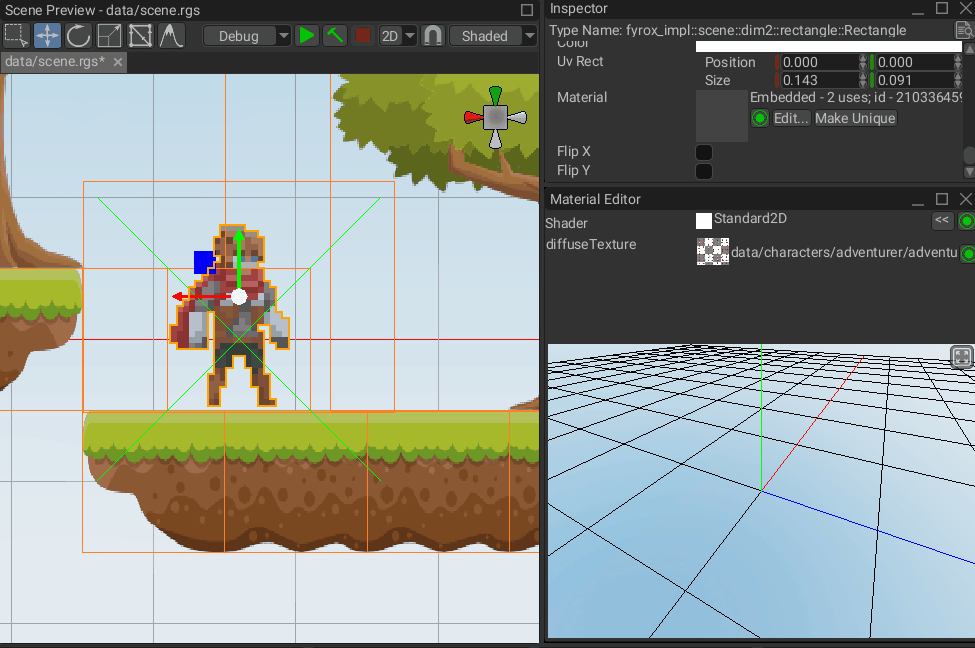 Scene Preview - data/scene.rgs
Debug 2D Shaded
data/scene.rgs*
Inspector
Type Name: fyrox_impl::scene::dim2::rectangle::Rectangle
Color
Uv Rect Position 0.000 0.000
Size 0.143 0.091
Material Embedded - 2 uses; id - 210336459
Edit... Make Unique
Flip X
Flip Y
Material Editor
Shader Standard2D <<
diffuseTexture data/characters/adventurer/adventu